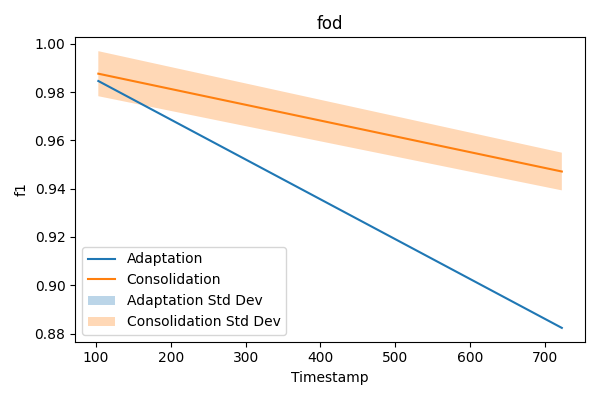 fod
1.00
0.98
0.96
0.94
0.92
0.90
0.88
f1
Adaptation
Consolidation
Adaptation Std Dev
Consolidation Std Dev
100 200 300 400 500 600 700
Timestamp